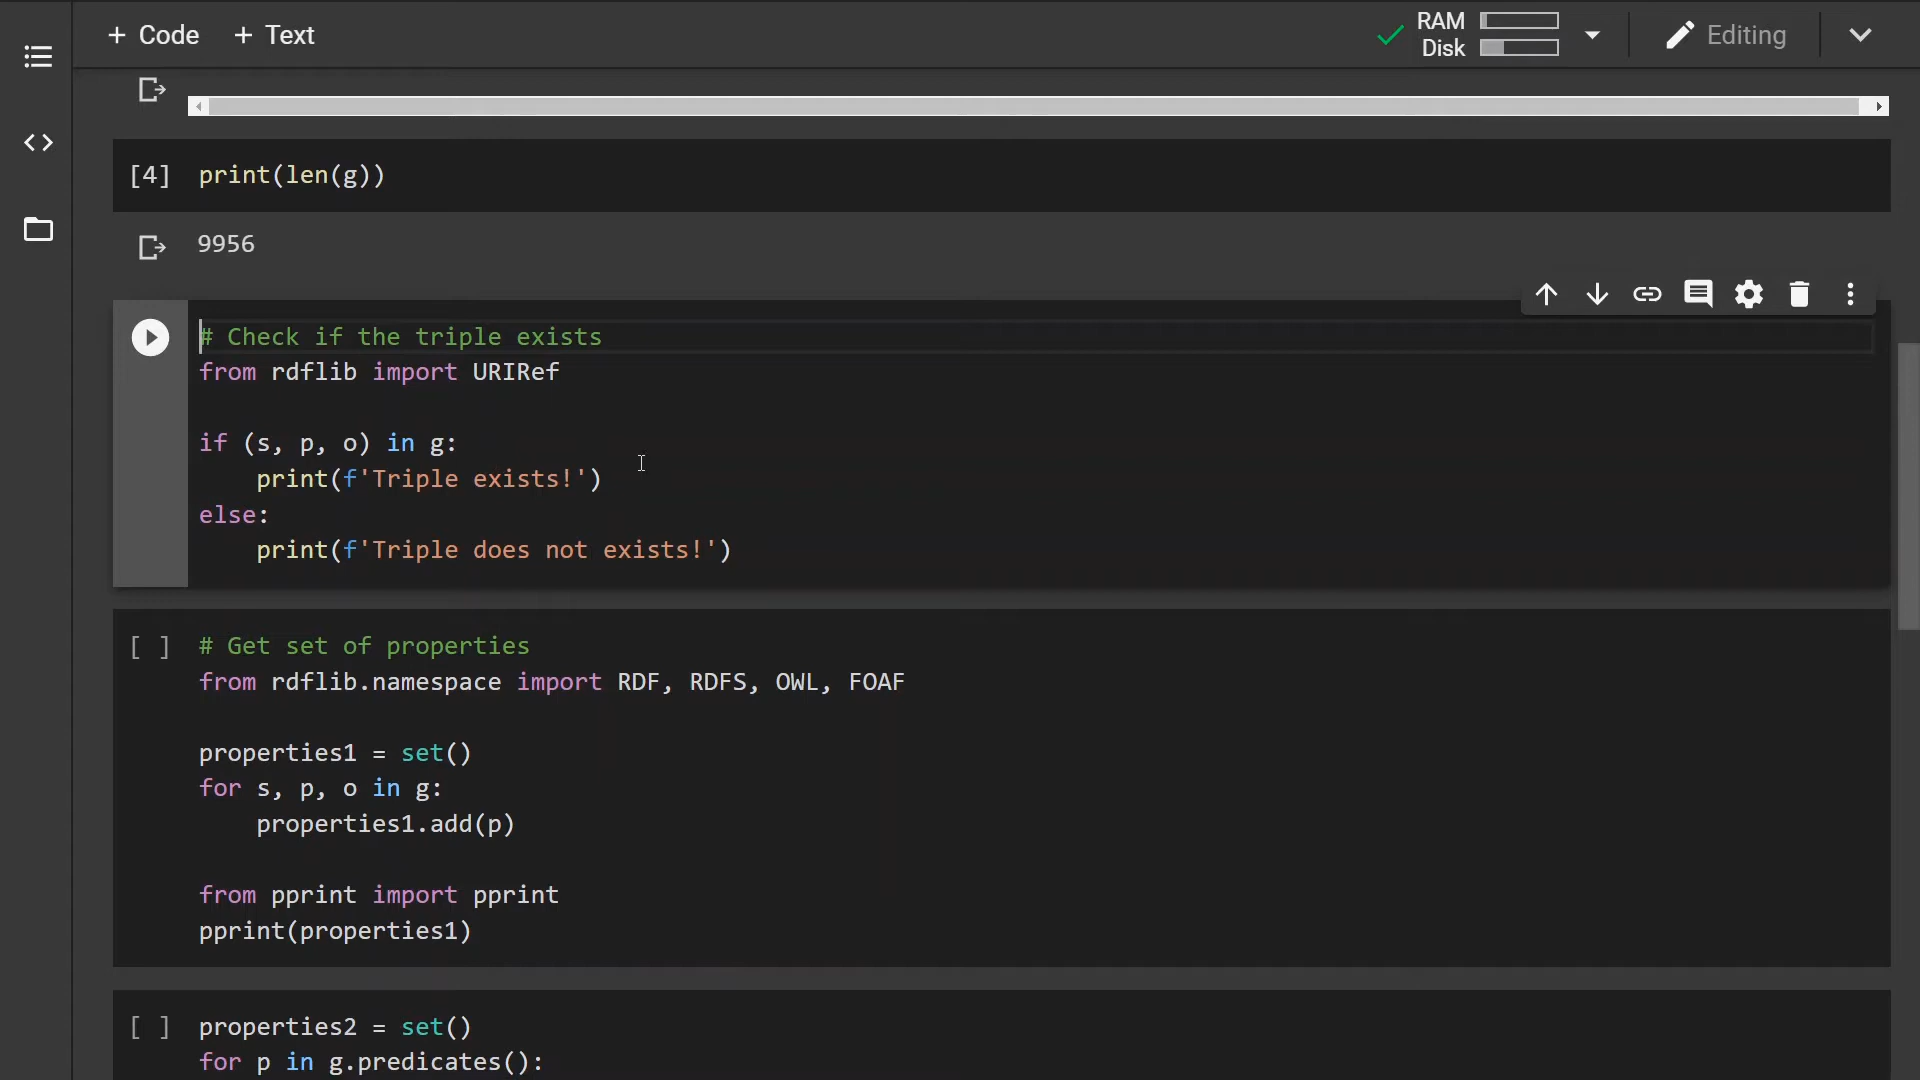 + Code + Text
RAM
Disk
Editing
[4] print(len(g))
9956
# Check if the triple exists
from rdflib import URIRef
if (s, p, o) in g:
    print(f'Triple exists!')
else:
    print(f'Triple does not exists!')
[ ] # Get set of properties
from rdflib.namespace import RDF, RDFS, OWL, FOAF
properties1 = set()
for s, p, o in g:
    properties1.add(p)
from pprint import pprint
pprint(properties1)
[ ] properties2 = set()
for p in g.predicates():